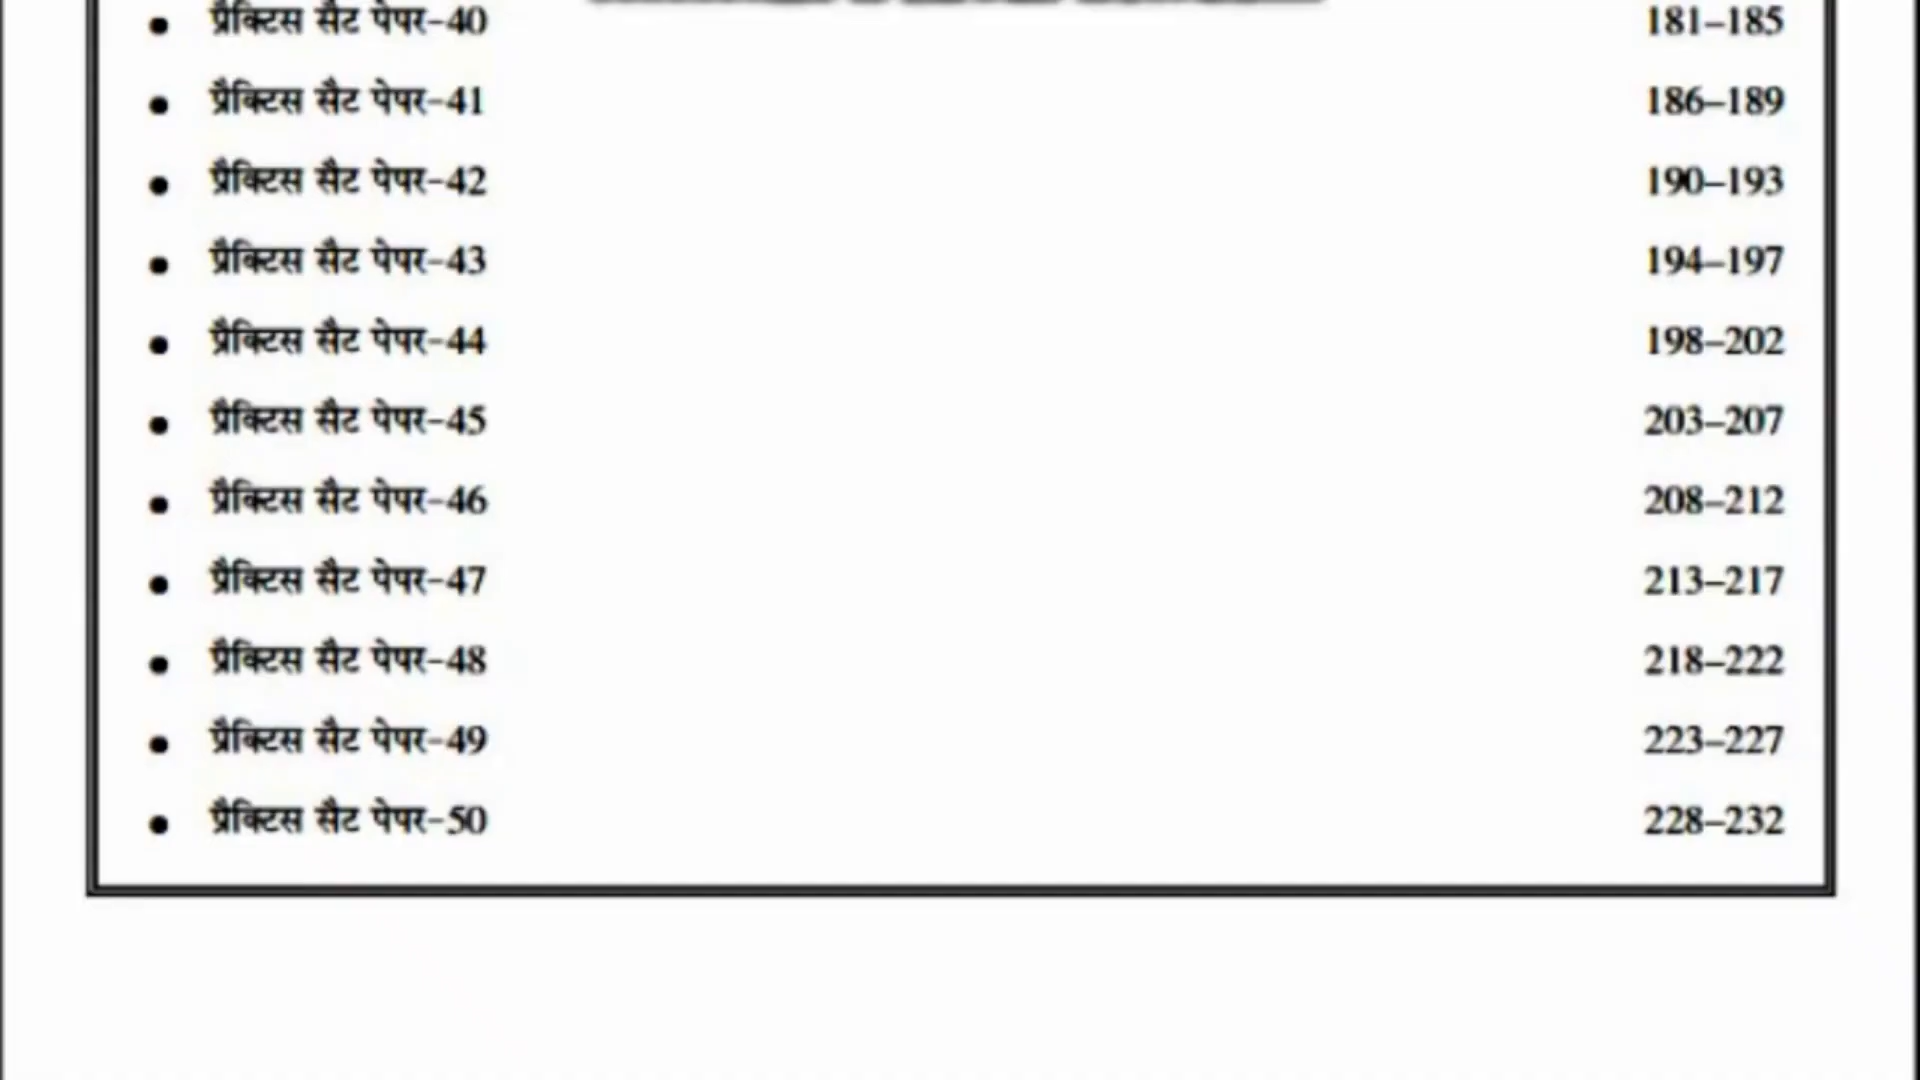 • प्रैक्टिस सैट पेपर-40 181–185
• प्रैक्टिस सैट पेपर-41 186–189
• प्रैक्टिस सैट पेपर-42 190–193
• प्रैक्टिस सैट पेपर-43 194–197
• प्रैक्टिस सैट पेपर-44 198–202
• प्रैक्टिस सैट पेपर-45 203–207
• प्रैक्टिस सैट पेपर-46 208–212
• प्रैक्टिस सैट पेपर-47 213–217
• प्रैक्टिस सैट पेपर-48 218–222
• प्रैक्टिस सैट पेपर-49 223–227
• प्रैक्टिस सैट पेपर-50 228–232